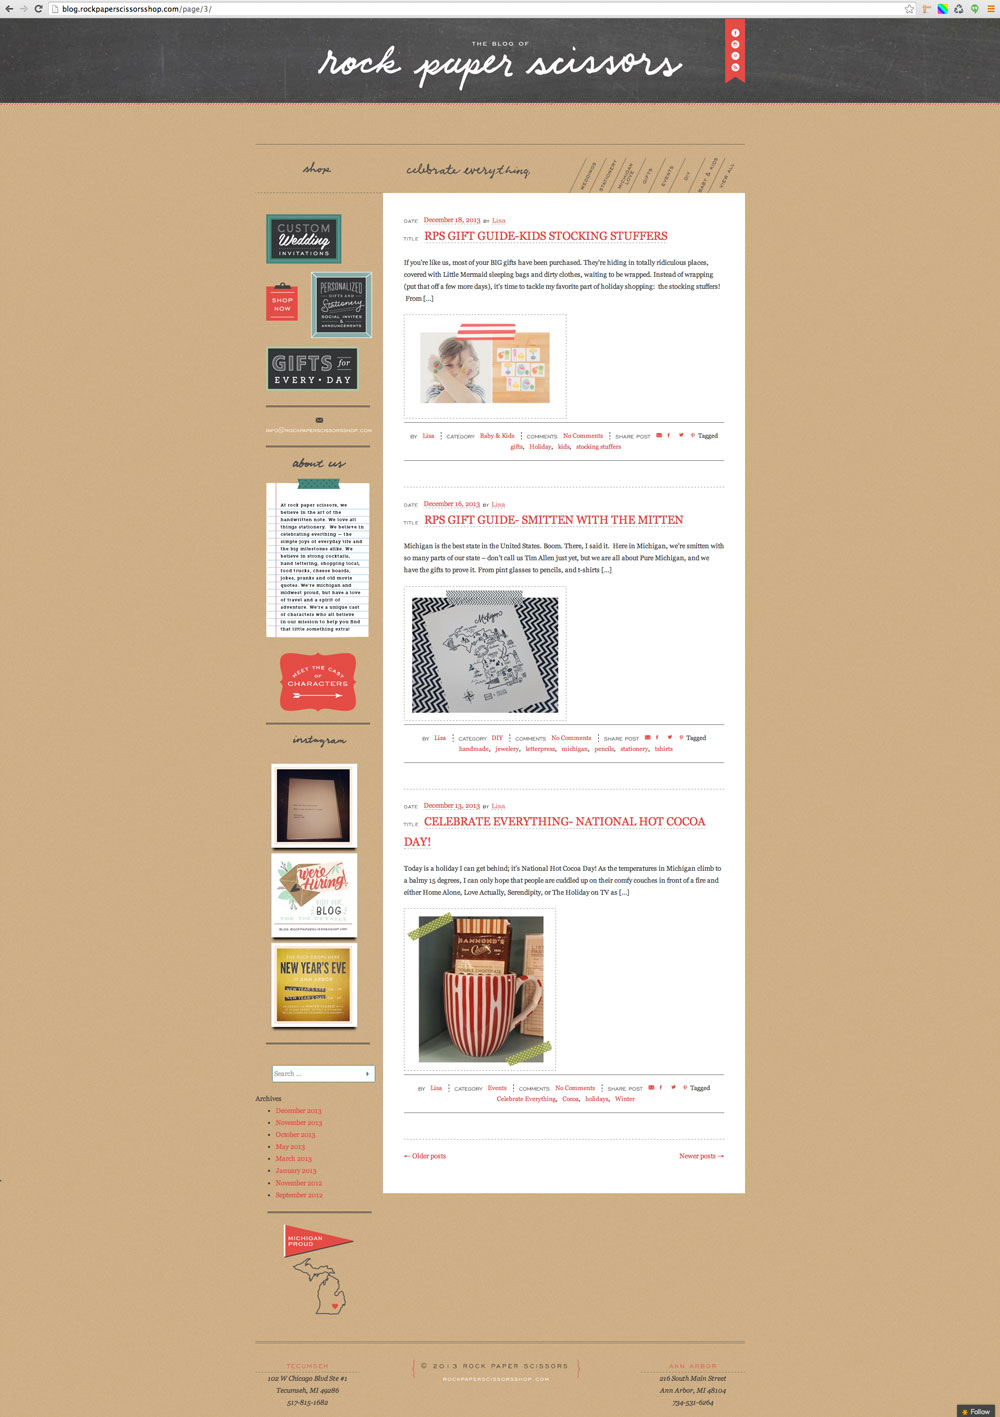 blog.rockpaperscissorsshop.com/page/3/
THE BLOG OF
rock paper scissors
shop
celebrate everything
WEDDINGS
STATIONERY
MICHIGAN
LOVE
GIFTS
EVENTS
DIY
BABY & KIDS
VIEW ALL
CUSTOM
Wedding
INVITATIONS
SHOP
NOW
PERSONALIZED
GIFTS AND
Stationery
SOCIAL INVITES
&
ANNOUNCEMENTS
GIFTS for
EVERY • DAY
INFO@ROCKPAPERSCISSORSSHOP.COM
about us
At rock paper scissors, we
believe in the art of the
handwritten note. We love all
things stationery. We believe in
celebrating everthing – the
simple joys of everyday life and
the big milestones alike. We
believe in strong cocktails,
hand lettering, shopping local,
food trucks, cheese boards,
jokes, pranks and old movie
quotes. We're michigan and
midwest proud, but have a love
of travel and a spirit of
adventure. We're a unique cast
of characters who all believe
in our mission to help you find
that little something extra!
MEET THE CAST
OF
CHARACTERS
instagram
we're
Hiring!
VISIT OUR
BLOG
FOR THE DETAILS
BLOG.ROCKPAPERSCISSORSSHOP.COM
NEW YEAR'S EVE
IN ANN ARBOR
NEW YEAR'S EVE
NEW YEAR'S DAY
Search ...
Archives
December 2013
November 2013
October 2013
May 2013
March 2013
January 2013
November 2012
September 2012
MICHIGAN
PROUD
DATE December 18, 2013 BY Lisa
TITLE RPS GIFT GUIDE-KIDS STOCKING STUFFERS
If you're like us, most of your BIG gifts have been purchased. They're hiding in totally ridiculous places,
covered with Little Mermaid sleeping bags and dirty clothes, waiting to be wrapped. Instead of wrapping
(put that off a few more days), it's time to tackle my favorite part of holiday shopping: the stocking stuffers!
From [...]
BY Lisa CATEGORY Baby & Kids COMMENTS No Comments SHARE POST Tagged
gifts, Holiday, kids, stocking stuffers
DATE December 16, 2013 BY Lisa
TITLE RPS GIFT GUIDE- SMITTEN WITH THE MITTEN
Michigan is the best state in the United States. Boom. There, I said it. Here in Michigan, we're smitten with
so many parts of our state – don't call us Tim Allen just yet, but we are all about Pure Michigan, and we
have the gifts to prove it. From pint glasses to pencils, and t-shirts [...]
Michigan
BY Lisa CATEGORY DIY COMMENTS No Comments SHARE POST Tagged
handmade, jewelery, letterpress, michigan, pencils, stationery, tshirts
DATE December 13, 2013 BY Lisa
TITLE CELEBRATE EVERYTHING- NATIONAL HOT COCOA
DAY!
Today is a holiday I can get behind; it's National Hot Cocoa Day! As the temperatures in Michigan climb to
a balmy 15 degrees, I can only hope that people are cuddled up on their comfy couches in front of a fire and
either Home Alone, Love Actually, Serendipity, or The Holiday on TV as [...]
HAMMOND'S
BY Lisa CATEGORY Events COMMENTS No Comments SHARE POST Tagged
Celebrate Everything, Cocoa, holidays, Winter
← Older posts
Newer posts →
TECUMSEH
102 W Chicago Blvd Ste #1
Tecumseh, MI 49286
517-815-1682
{ © 2013 ROCK PAPER SCISSORS }
ROCKPAPERSCISSORSSHOP.COM
ANN ARBOR
216 South Main Street
Ann Arbor, MI 48104
734-531-6264
Follow